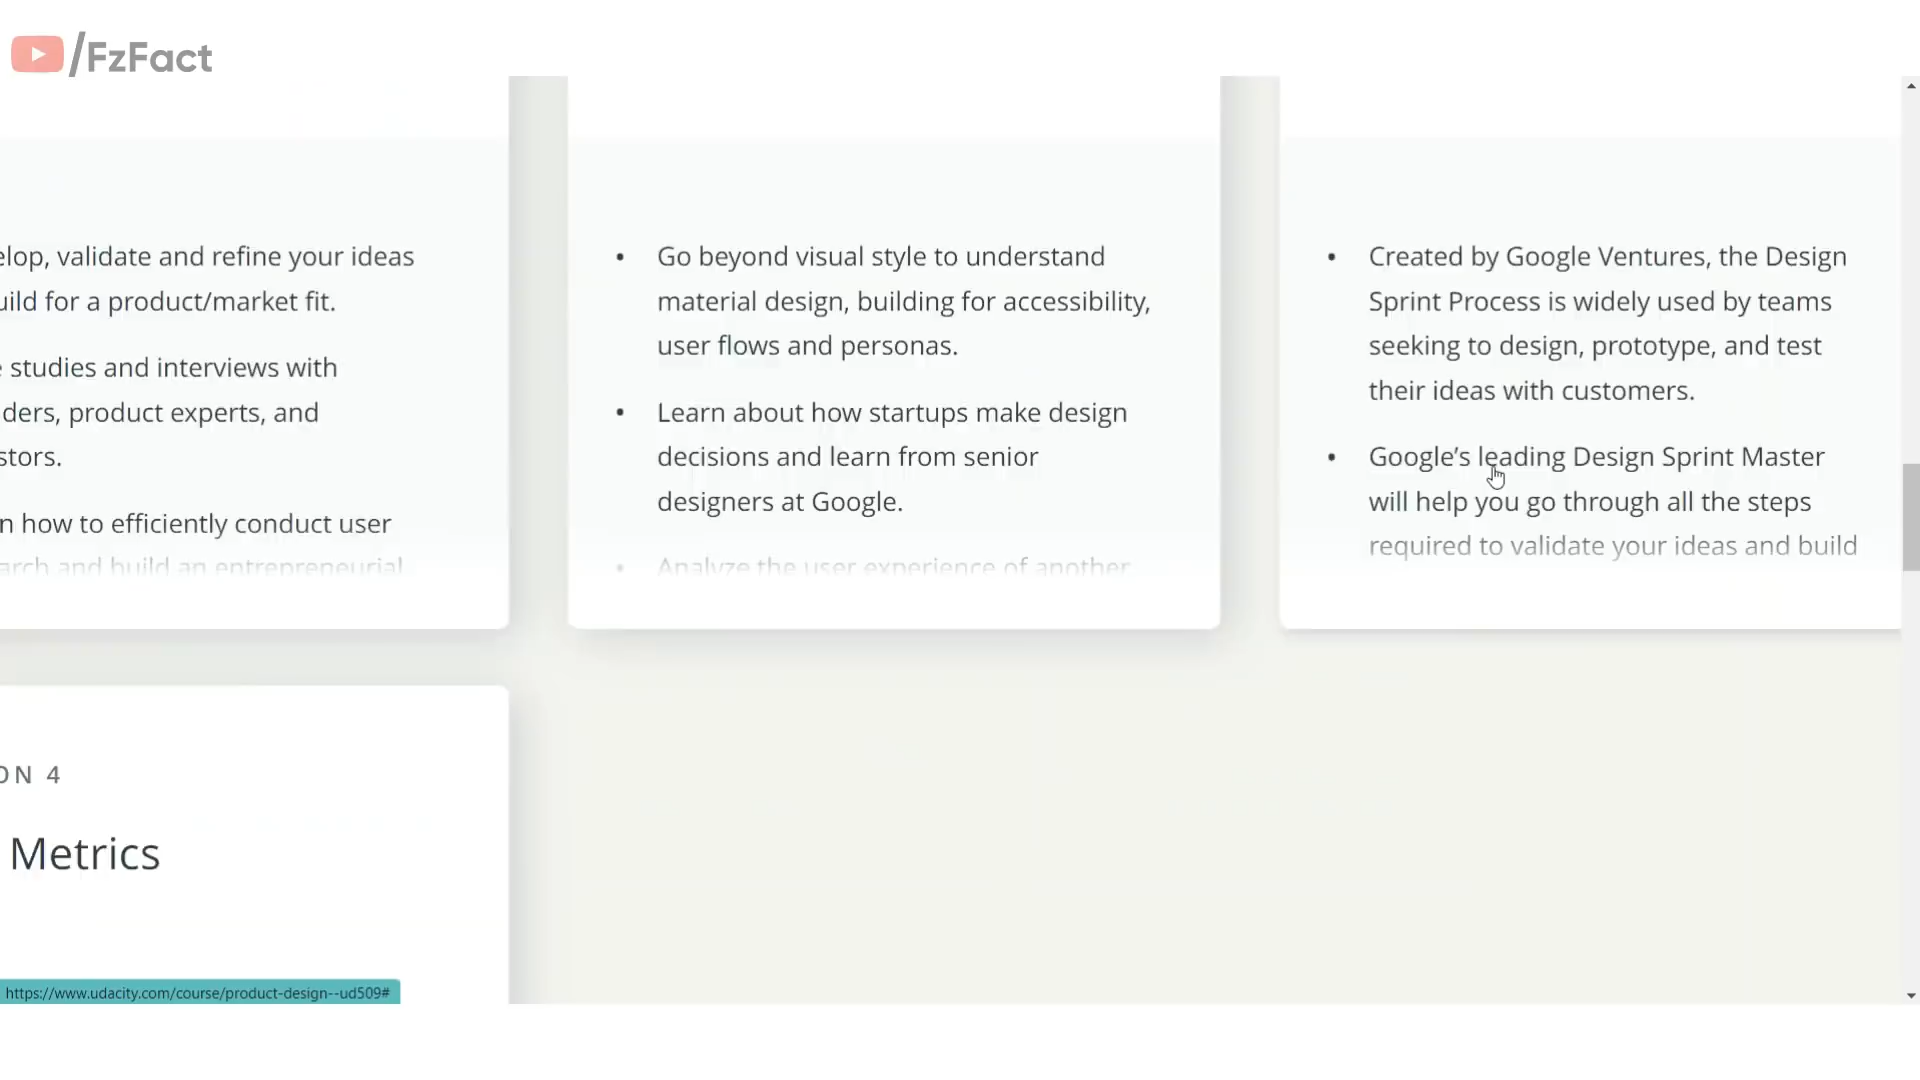 /FzFact
elop, validate and refine your ideas
uild for a product/market fit.
e studies and interviews with
ders, product experts, and
stors.
n how to efficiently conduct user
arch and build an entrepreneurial
• Go beyond visual style to understand
material design, building for accessibility,
user flows and personas.
• Learn about how startups make design
decisions and learn from senior
designers at Google.
• Analyze the user experience of another
• Created by Google Ventures, the Design
Sprint Process is widely used by teams
seeking to design, prototype, and test
their ideas with customers.
• Google’s leading Design Sprint Master
will help you go through all the steps
required to validate your ideas and build
ON 4
Metrics
https://www.udacity.com/course/product-design--ud509#